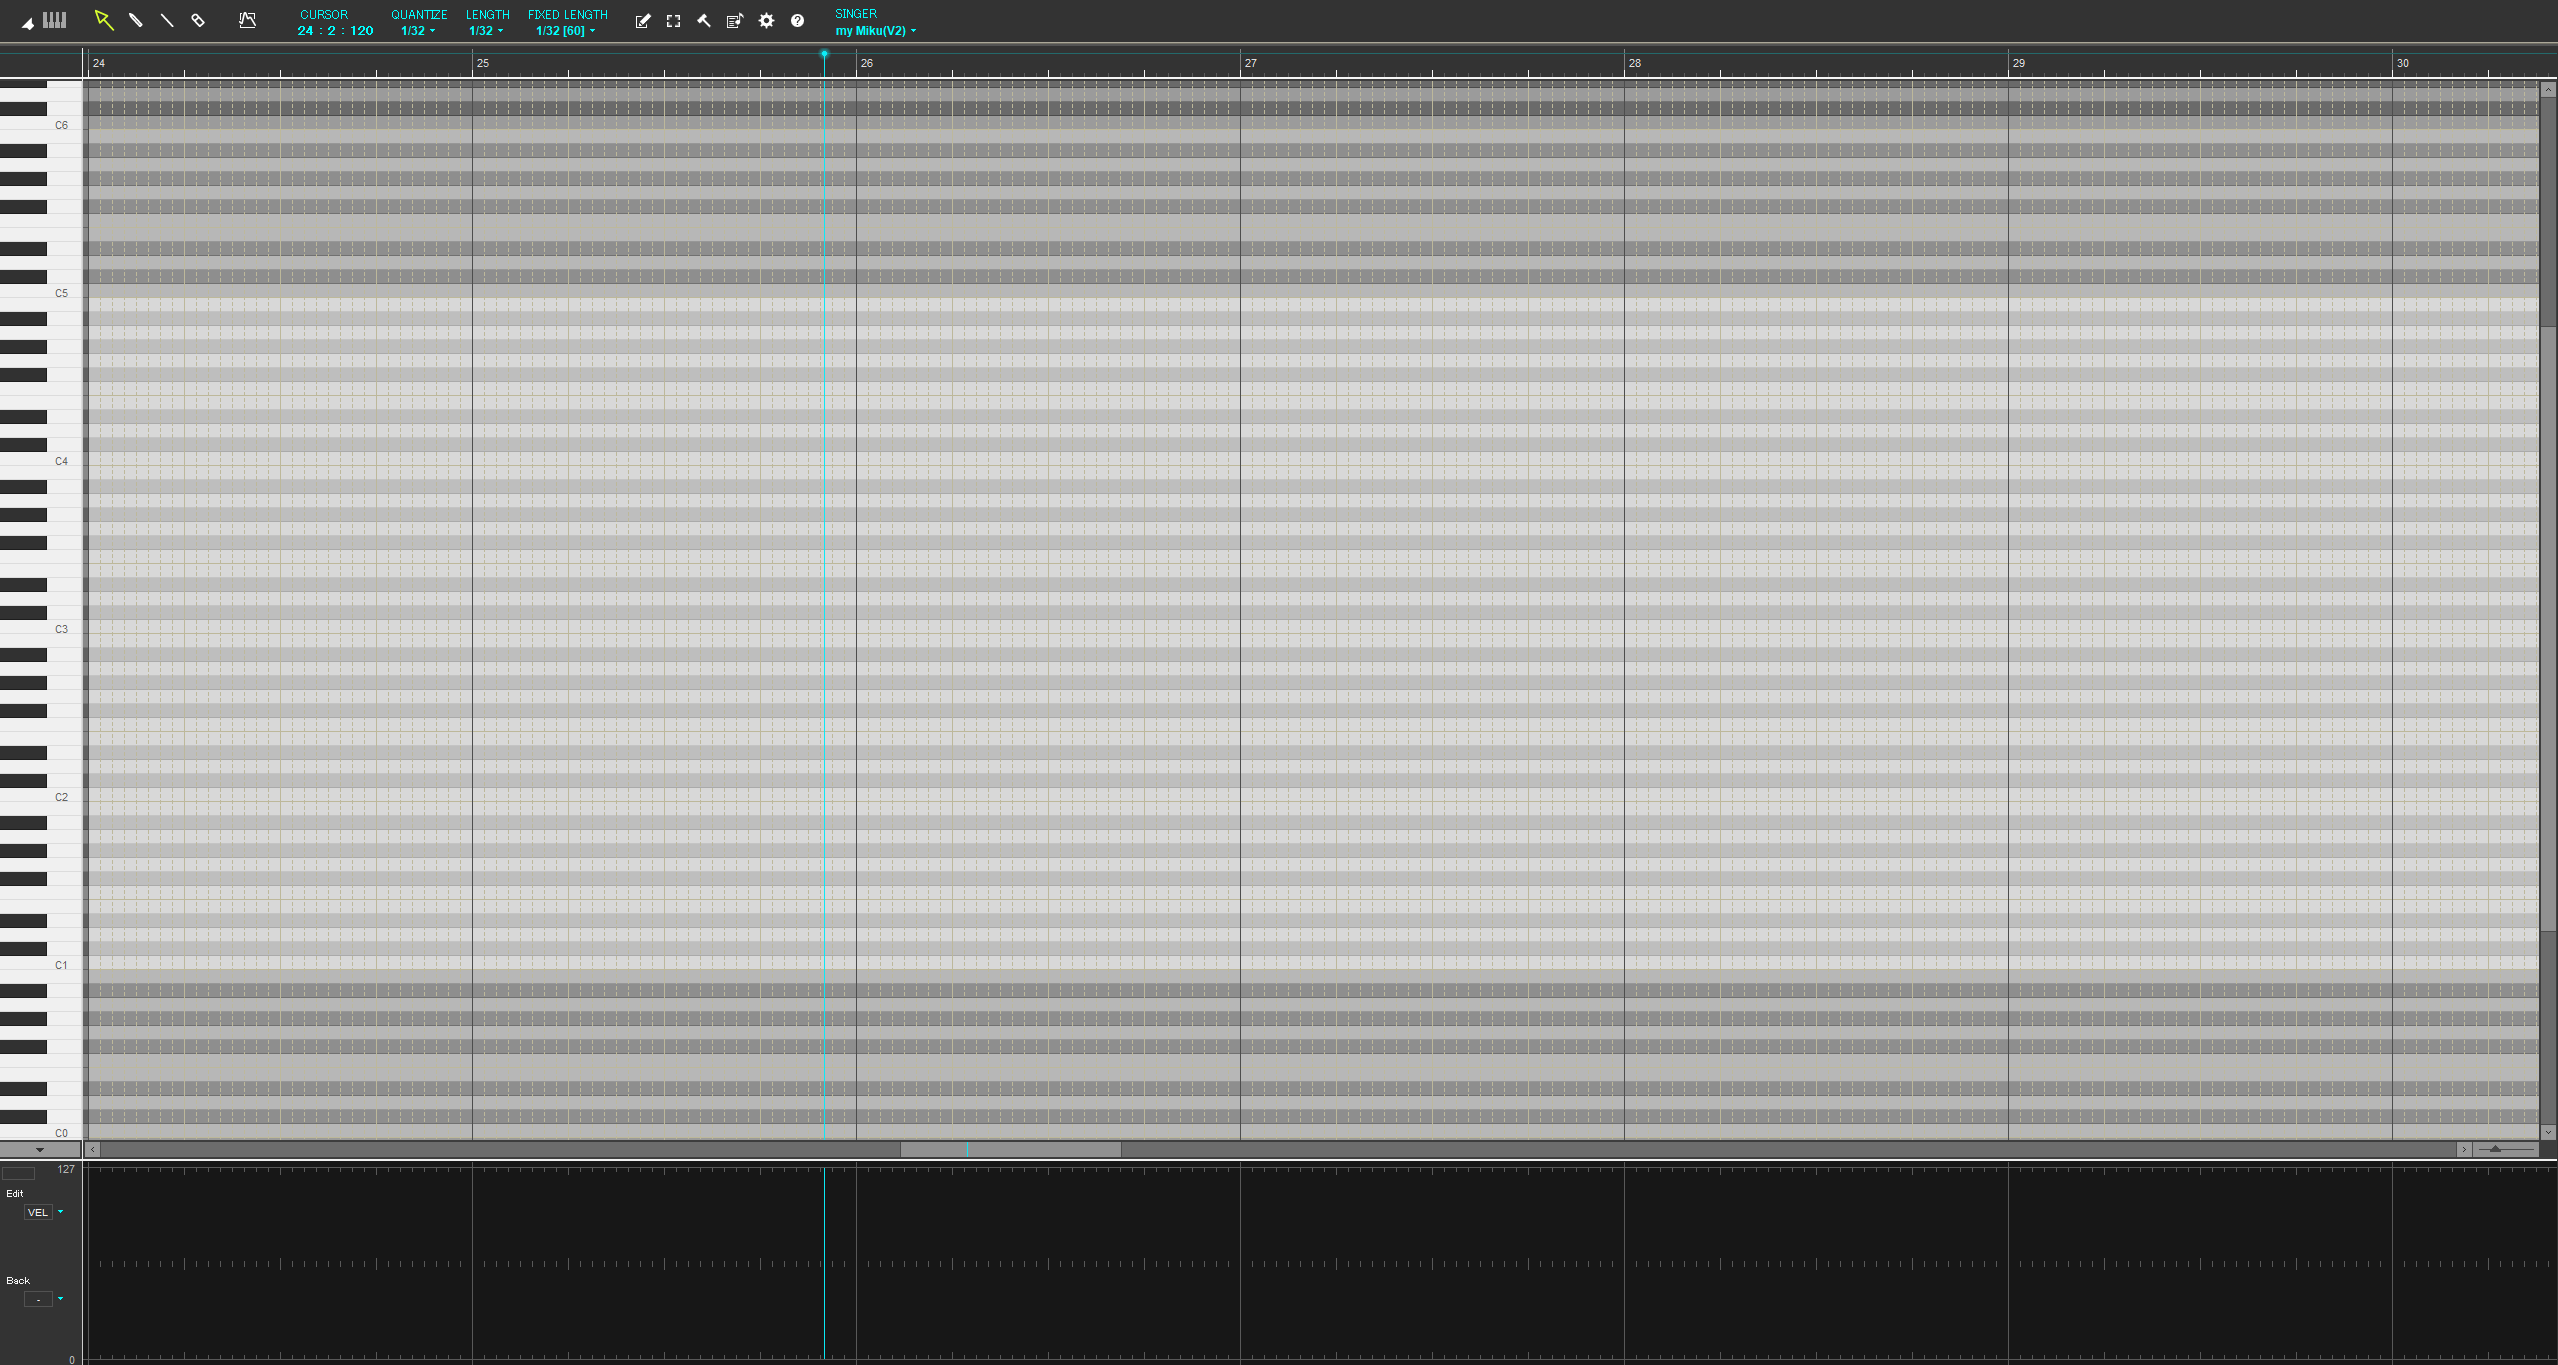 CURSOR QUANTIZE LENGTH FIXED LENGTH SINGER
24 : 2 : 120 1/32 1/32 1/32 [60] my Miku(V2)
24 25 26 27 28 29 30
C6
C5
C4
C3
C2
C1
C0
127
Edit
VEL
Back
-
0